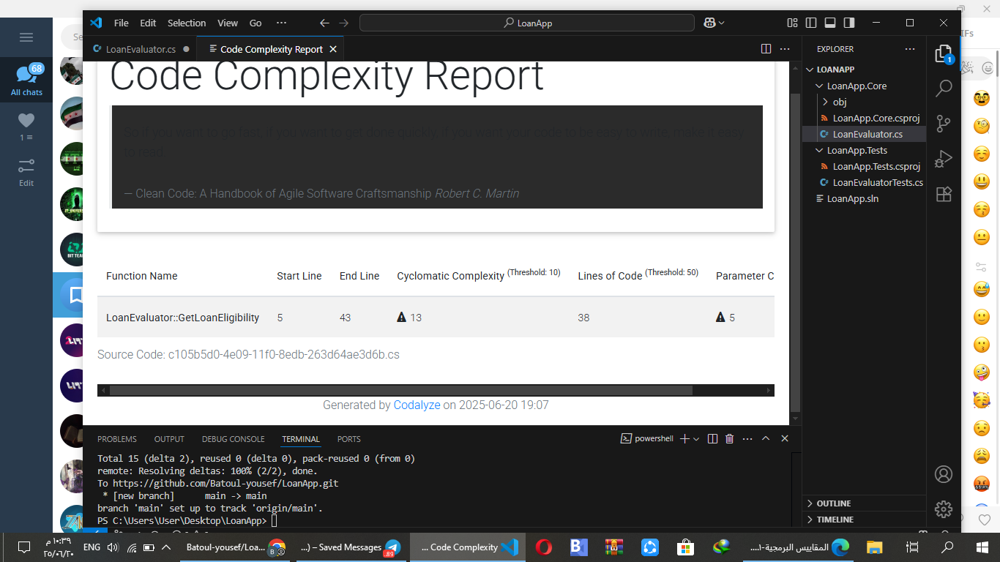 File Edit Selection View Go ··· LoanApp
Se
IFs
68
All chats
1
Edit
LoanEvaluator.cs
Code Complexity Report
Code Complexity Report
So if you want to go fast, if you want to get done quickly, if you want your code to be easy to write, make it easy
to read
— Clean Code: A Handbook of Agile Software Craftsmanship Robert C. Martin
Function Name Start Line End Line Cyclomatic Complexity (Threshold: 10) Lines of Code (Threshold: 50) Parameter C
LoanEvaluator::GetLoanEligibility 5 43 13 38 5
Source Code: c105b5d0-4e09-11f0-8edb-263d64ae3d6b.cs
Generated by Codalyze on 2025-06-20 19:07
EXPLORER
LOANAPP
LoanApp.Core
obj
LoanApp.Core.csproj
LoanEvaluator.cs
LoanApp.Tests
LoanApp.Tests.csproj
LoanEvaluatorTests.cs
LoanApp.sln
OUTLINE
TIMELINE
1
PROBLEMS OUTPUT DEBUG CONSOLE TERMINAL PORTS
powershell
Total 15 (delta 2), reused 0 (delta 0), pack-reused 0 (from 0)
remote: Resolving deltas: 100% (2/2), done.
To https://github.com/Batoul-yousef/LoanApp.git
* [new branch] main -> main
branch 'main' set up to track 'origin/main'.
PS C:\Users\User\Desktop\LoanApp>
١٠:٣٩ م
٢٥/٠٦/٢٠
ENG
Batoul-yousef/Loa...
...) – Saved Messages
.89
... Code Complexity
المقاييس البرمجية-١...